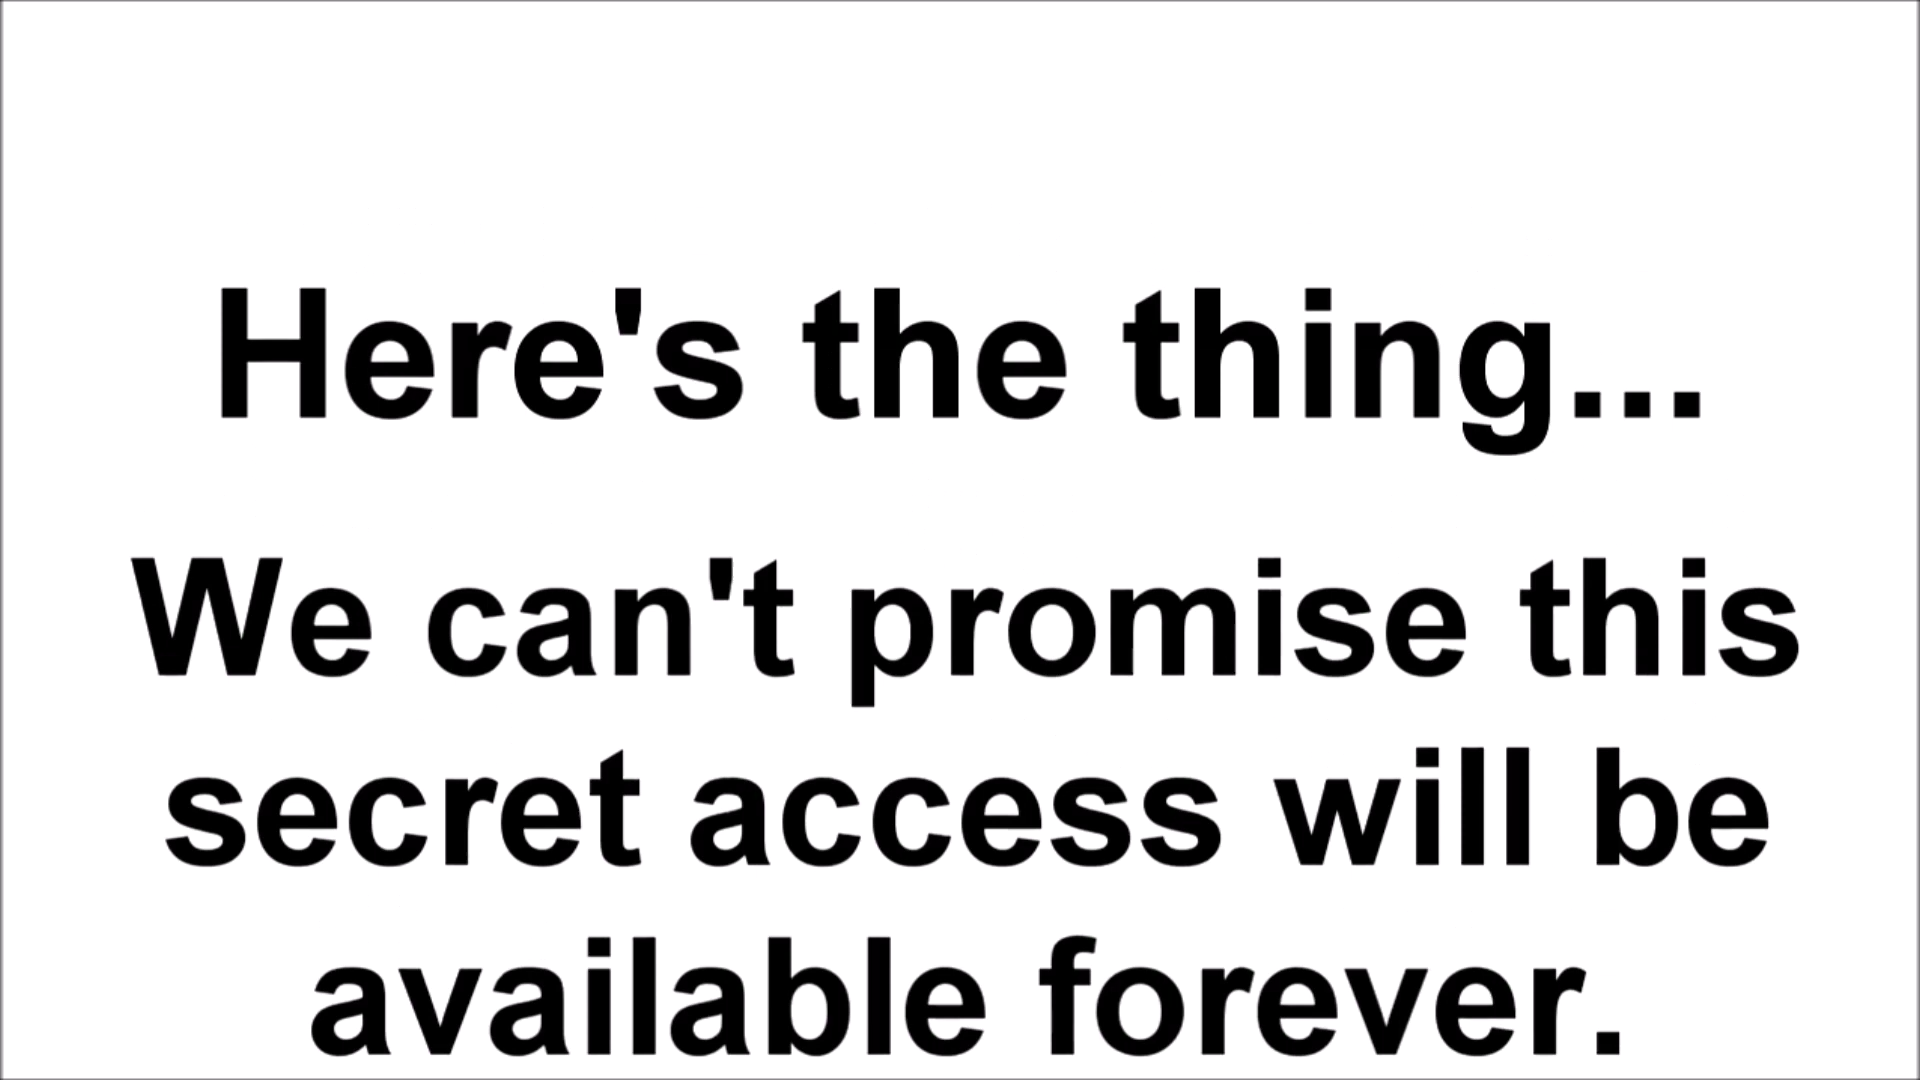 Here's the thing...
We can't promise this
secret access will be
available forever.